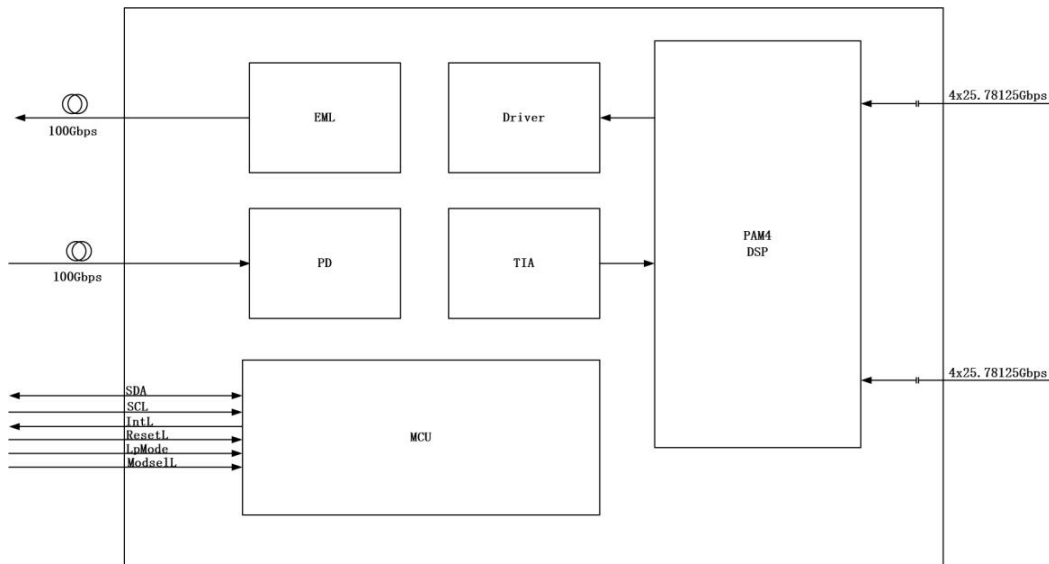 EML
Driver
4x25.78125Gbps
100Gbps
PD
TIA
PAM4
DSP
100Gbps
4x25.78125Gbps
SDA
SCL
IntL
ResetL
LpMode
ModselL
MCU